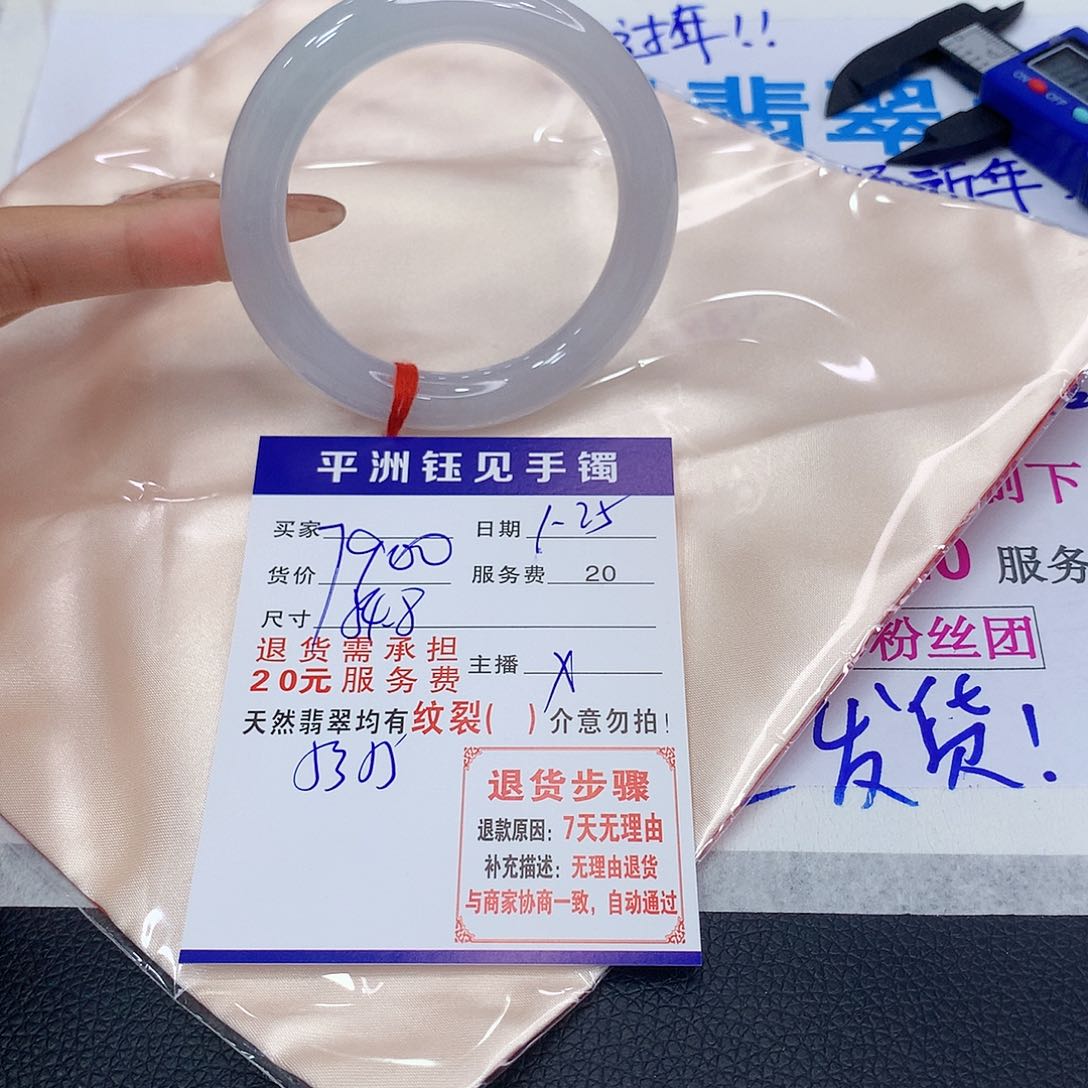 过年!!
翡翠
新年
平洲钰见手镯
买家 日期 1-25
货价 7900 服务费 20
尺寸 54.8
退货需承担
20元服务费
主播 X
天然翡翠均有纹裂( )介意勿拍!
退货步骤
退款原因: 7天无理由
补充描述: 无理由退货
与商家协商一致,自动通过
下
0 服务
粉丝团
发货!
ON
OFF